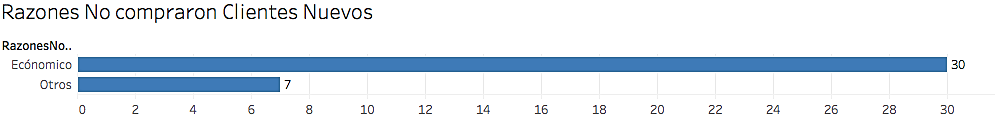 Razones No compraron Clientes Nuevos
RazonesNo..
Ecónomico 30
Otros 7
0 2 4 6 8 10 12 14 16 18 20 22 24 26 28 30